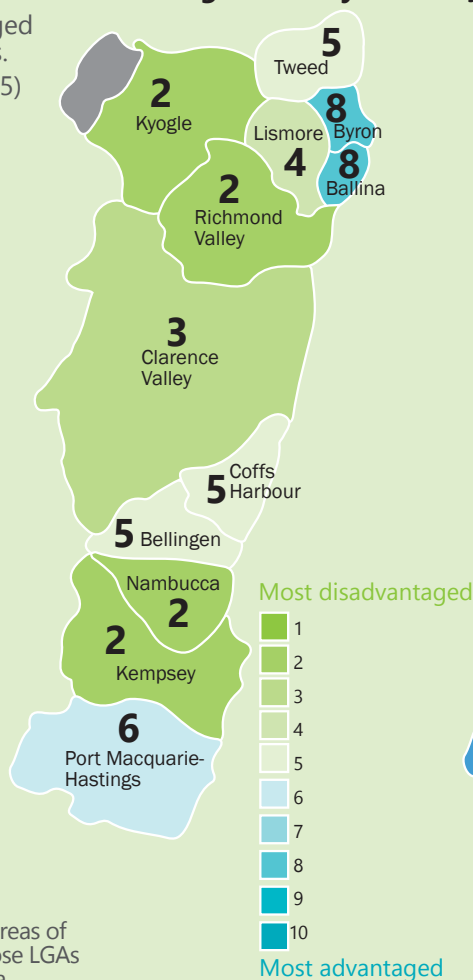 ged
5)
5
Tweed
2
Kyogle
8
Byron
Lismore
4
8
Ballina
2
Richmond
Valley
3
Clarence
Valley
Coffs
5 Harbour
5 Bellingen
Nambucca
2
2
Kempsey
6
Port Macquarie-
Hastings
Most disadvantaged
1
2
3
4
5
6
7
8
9
10
Most advantaged
reas of
ose LGAs